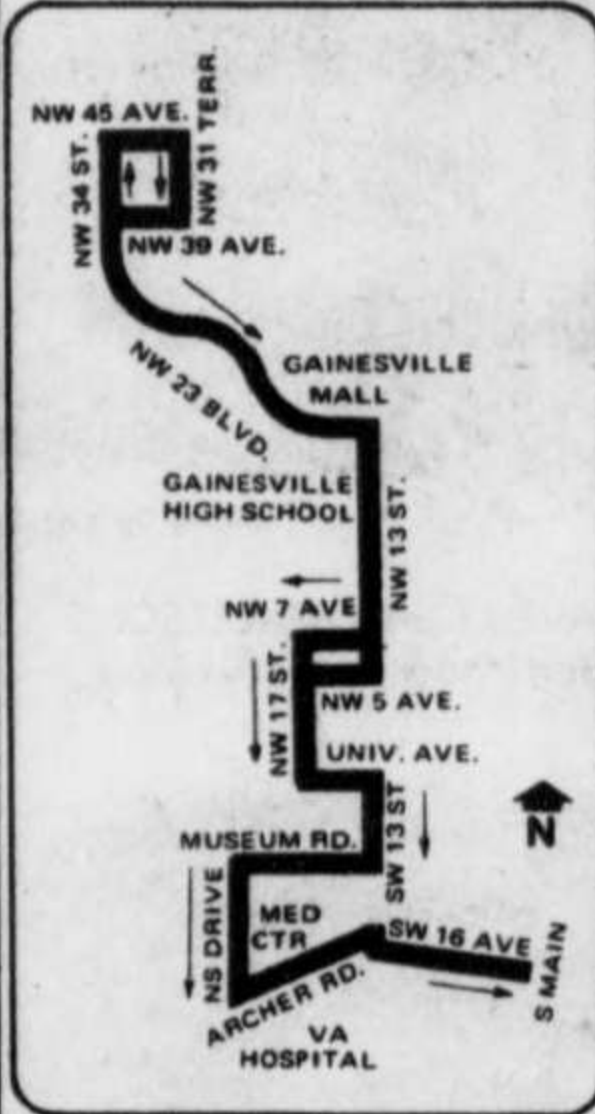 NW 45 AVE.
NW 31 TERR.
NW 34 ST.
NW 39 AVE.
NW 23 BLVD.
GAINESVILLE
MALL
GAINESVILLE
HIGH SCHOOL
NW 13 ST.
NW 7 AVE
NW 17 ST.
NW 5 AVE.
UNIV. AVE.
SW 13 ST
N
MUSEUM RD.
NS DRIVE
MED
CTR
SW 16 AVE
S MAIN
ARCHER RD.
VA
HOSPITAL